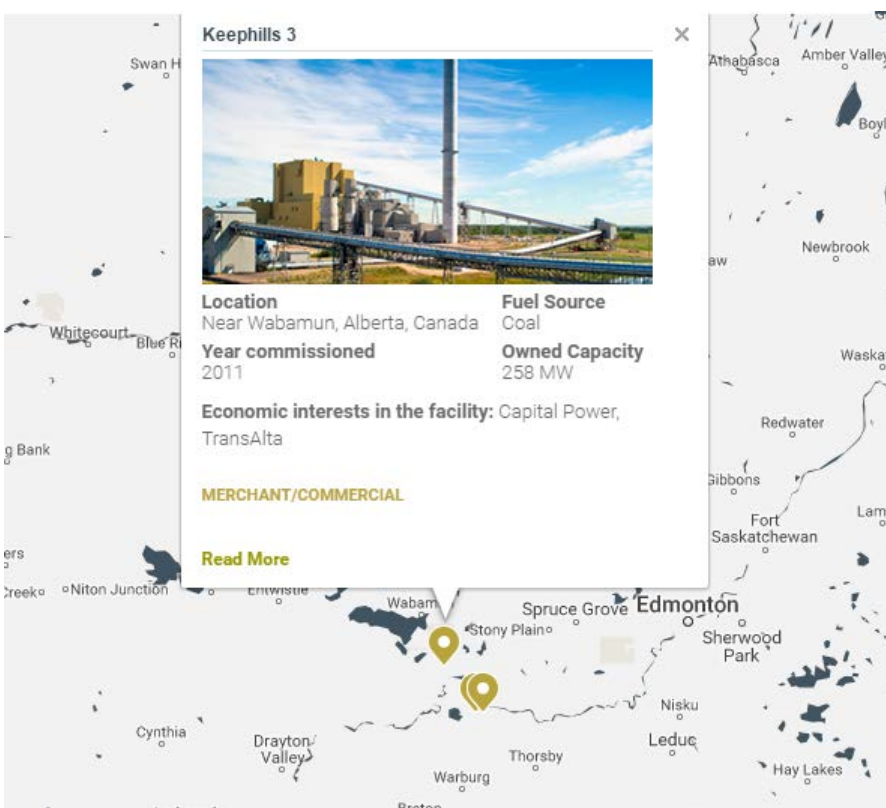 Keephills 3
×
Location
Near Wabamun, Alberta, Canada
Fuel Source
Coal
Year commissioned
2011
Owned Capacity
258 MW
Economic interests in the facility: Capital Power,
TransAlta
MERCHANT/COMMERCIAL
Read More
Swan H
Athabasca
Amber Valley
Boyl
Newbrook
aw
Whitecourt
Blue Ri
Waska
Redwater
g Bank
Gibbons
Fort
Saskatchewan
Lam
ers
Creek
Niton Junction
Entwistle
Wabam
Spruce Grove
Edmonton
Stony Plain
Sherwood
Park
Nisku
Cynthia
Drayton
Valley
Leduc
Thorsby
Warburg
Hay Lakes
Breton